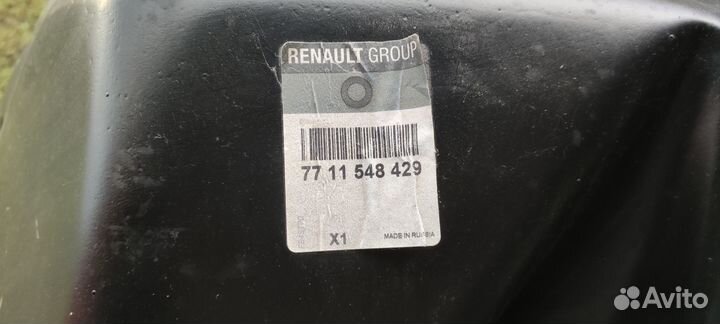 RENAULT GROUP
77 11 548 429
X1
MADE IN RUSSIA
Avito